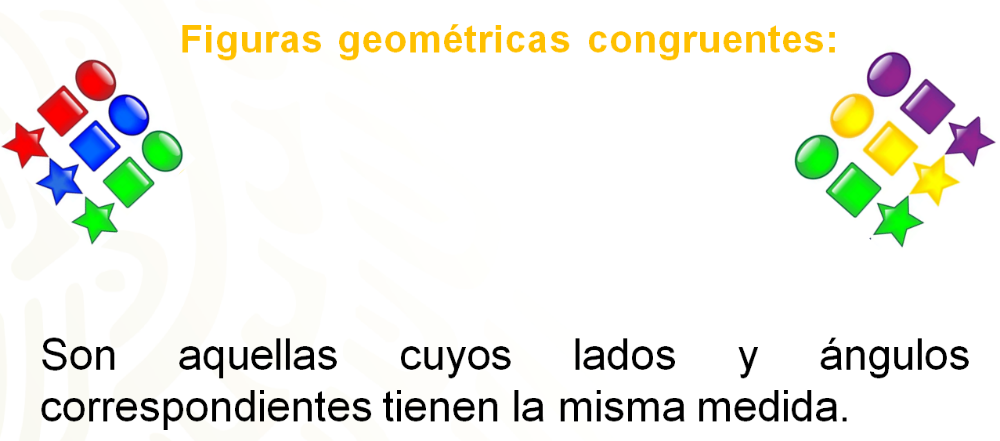 Figuras geométricas congruentes:
Son aquellas cuyos lados y ángulos
correspondientes tienen la misma medida.